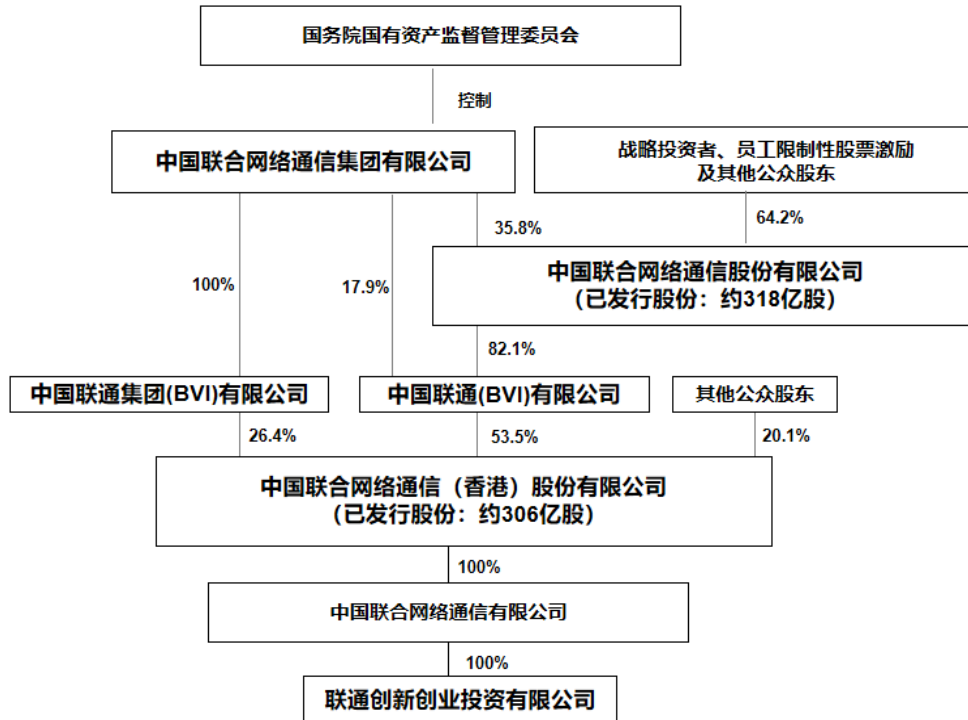 国务院国有资产监督管理委员会
控制
中国联合网络通信集团有限公司
战略投资者、员工限制性股票激励
及其他公众股东
35.8%
64.2%
100%
17.9%
中国联合网络通信股份有限公司
（已发行股份：约318亿股）
82.1%
中国联通集团(BVI)有限公司
中国联通(BVI)有限公司
其他公众股东
26.4%
53.5%
20.1%
中国联合网络通信（香港）股份有限公司
（已发行股份：约306亿股）
100%
中国联合网络通信有限公司
100%
联通创新创业投资有限公司